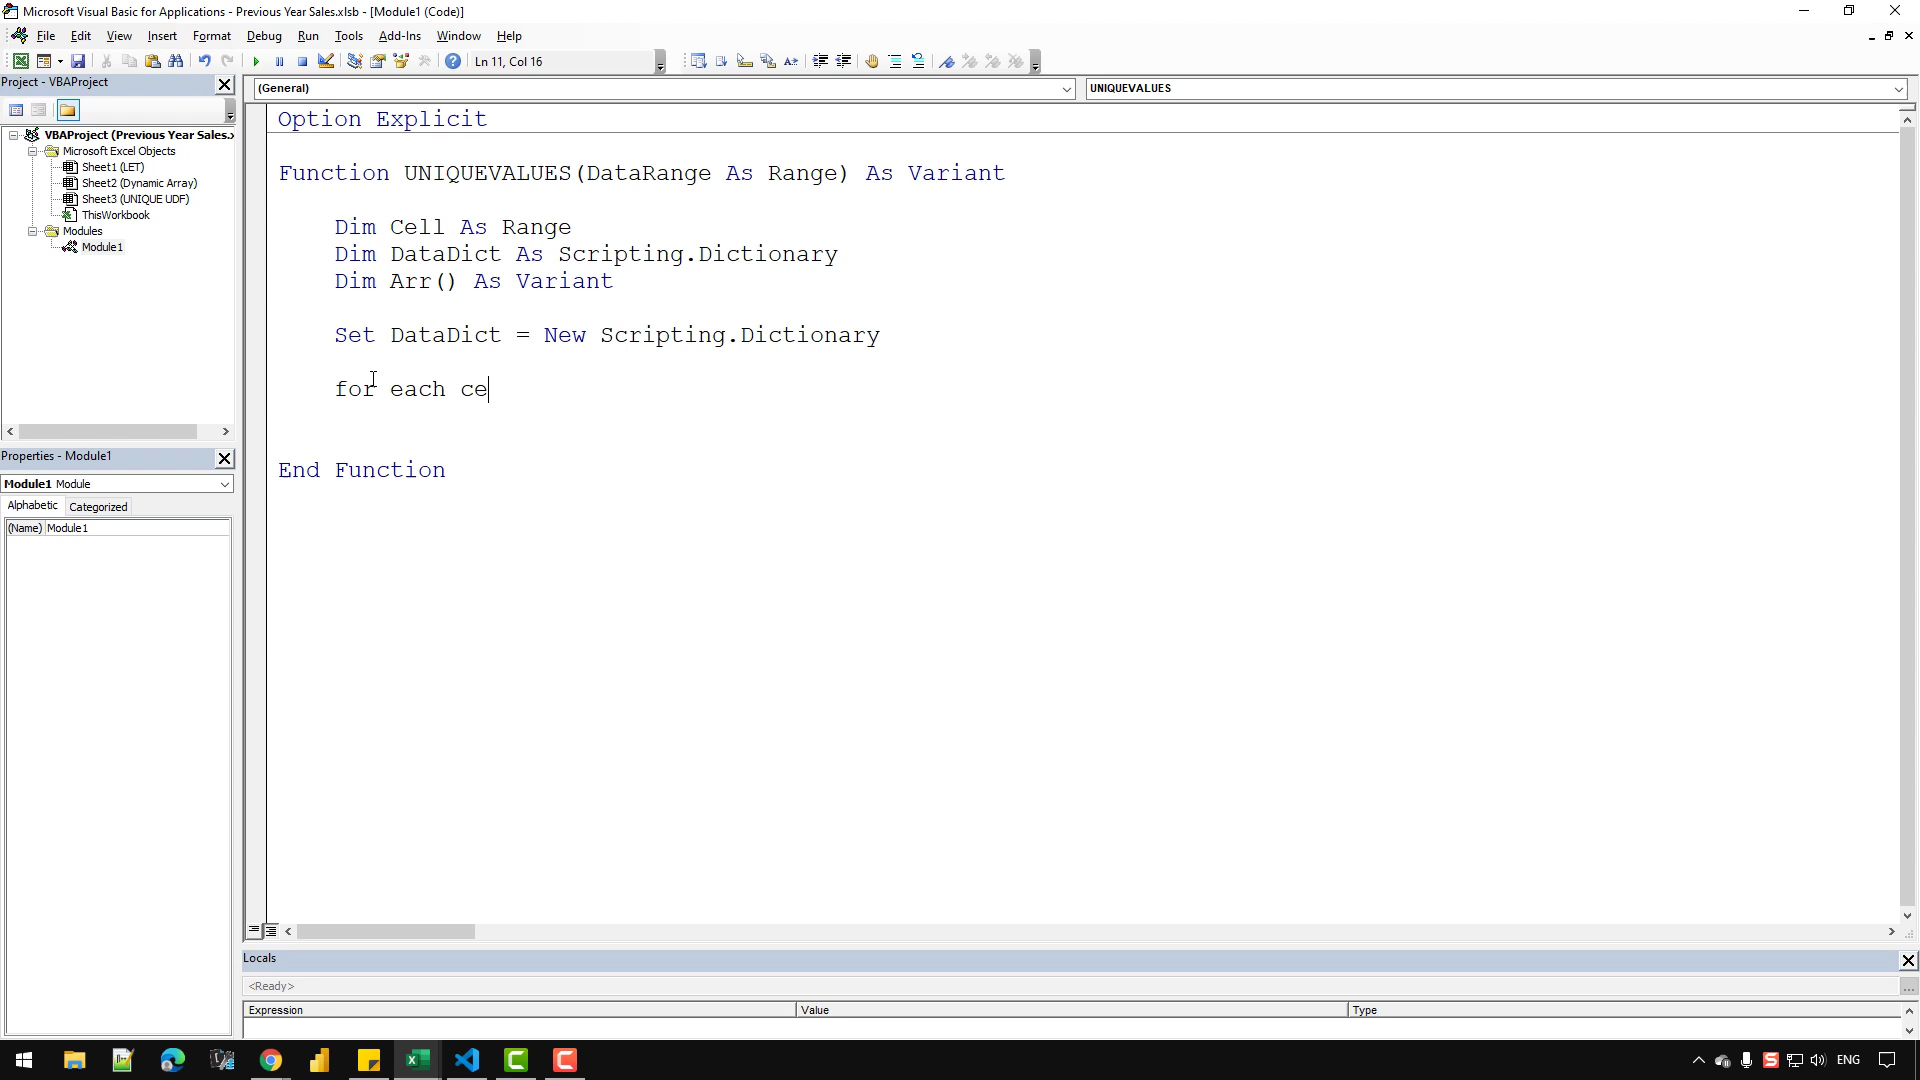 Microsoft Visual Basic for Applications - Previous Year Sales.xlsb - [Module1 (Code)]
File Edit View Insert Format Debug Run Tools Add-Ins Window Help
Ln 11, Col 16
Project - VBAProject
(General)
UNIQUEVALUES
VBAProject (Previous Year Sales.x
Microsoft Excel Objects
Sheet1 (LET)
Sheet2 (Dynamic Array)
Sheet3 (UNIQUE UDF)
ThisWorkbook
Modules
Module1
Properties - Module1
Module1 Module
Alphabetic Categorized
(Name) Module1
Option Explicit
Function UNIQUEVALUES(DataRange As Range) As Variant
Dim Cell As Range
Dim DataDict As Scripting.Dictionary
Dim Arr() As Variant
Set DataDict = New Scripting.Dictionary
for each ce
End Function
Locals
<Ready>
Expression Value Type
ENG